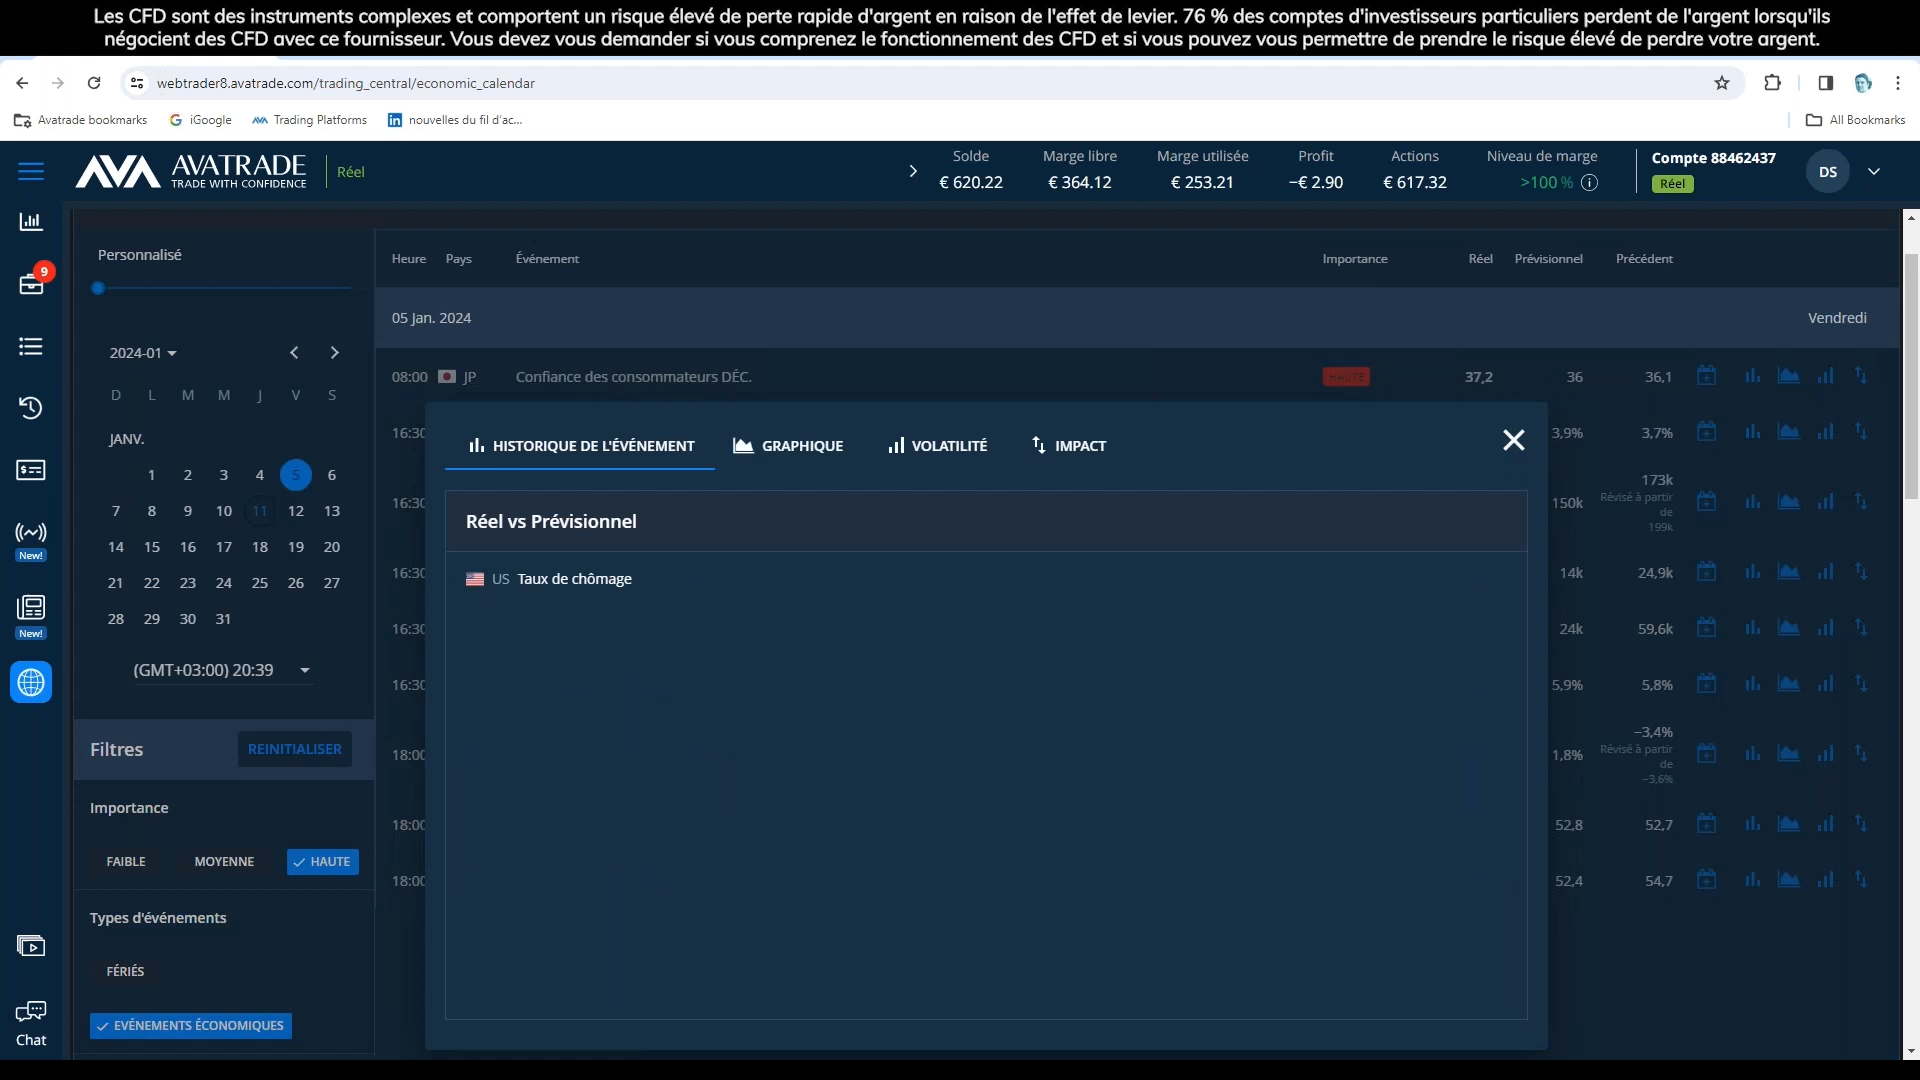 Les CFD sont des instruments complexes et comportent un risque élevé de perte rapide d'argent en raison de l'effet de levier. 76 % des comptes d'investisseurs particuliers perdent de l'argent lorsqu'ils
négocient des CFD avec ce fournisseur. Vous devez vous demander si vous comprenez le fonctionnement des CFD et si vous pouvez vous permettre de prendre le risque élevé de perdre votre argent.
webtrader8.avatrade.com/trading_central/economic_calendar
Avatrade bookmarks iGoogle Trading Platforms nouvelles du fil d'ac... All Bookmarks
AVATRADE
TRADE WITH CONFIDENCE
Réel
Solde Marge libre Marge utilisée Profit Actions Niveau de marge
€ 620.22 € 364.12 € 253.21 −€ 2.90 € 617.32 >100 %
Compte 88462437
Réel
DS
9
New!
New!
Chat
Personnalisé
2024-01
D L M M J V S
JANV.
1 2 3 4 5 6
7 8 9 10 11 12 13
14 15 16 17 18 19 20
21 22 23 24 25 26 27
28 29 30 31
(GMT+03:00) 20:39
Filtres REINITIALISER
Importance
FAIBLE MOYENNE HAUTE
Types d'événements
FÉRIÉS
EVÉNEMENTS ÉCONOMIQUES
Heure Pays Événement Importance Réel Prévisionnel Précédent
05 Jan. 2024 Vendredi
08:00 JP Confiance des consommateurs DÉC. HAUTE 37,2 36 36,1
16:30 3,9% 3,7%
16:30 150k 173k
Révisé à partir
de
199k
16:30 14k 24,9k
16:30 24k 59,6k
16:30 5,9% 5,8%
18:00 1,8% −3,4%
Révisé à partir
de
−3,6%
18:00 52,8 52,7
18:00 52,4 54,7
HISTORIQUE DE L'ÉVÉNEMENT GRAPHIQUE VOLATILITÉ IMPACT
Réel vs Prévisionnel
US Taux de chômage